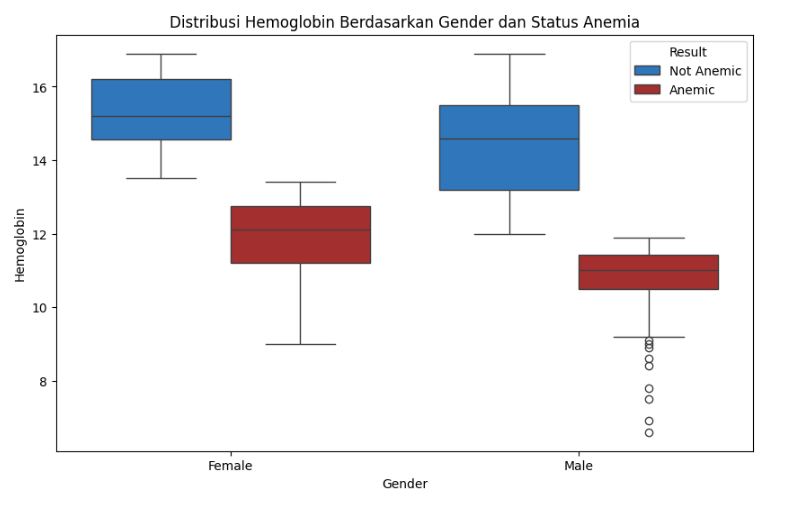 Distribusi Hemoglobin Berdasarkan Gender dan Status Anemia
Result
Not Anemic
Anemic
16
14
12
10
8
Hemoglobin
Female
Male
Gender